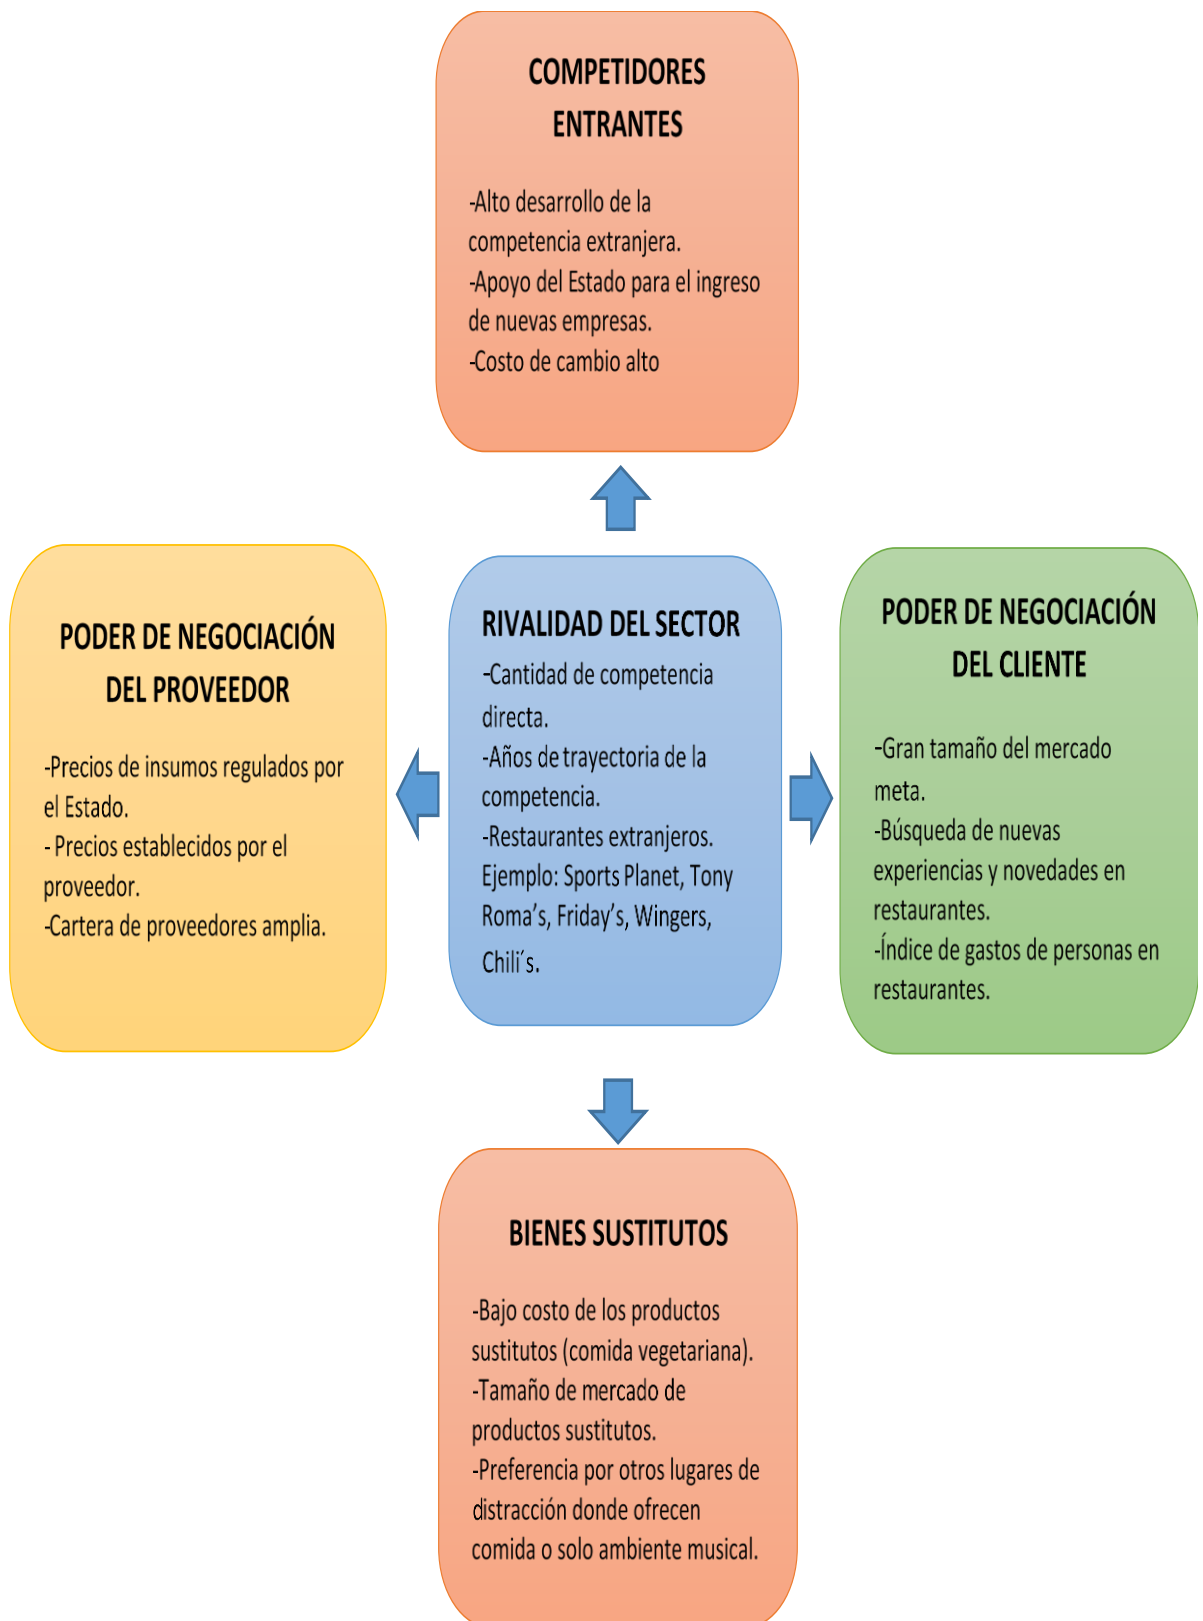 COMPETIDORES
ENTRANTES
-Alto desarrollo de la
competencia extranjera.
-Apoyo del Estado para el ingreso
de nuevas empresas.
-Costo de cambio alto
PODER DE NEGOCIACIÓN
DEL PROVEEDOR
-Precios de insumos regulados por
el Estado.
- Precios establecidos por el
proveedor.
-Cartera de proveedores amplia.
RIVALIDAD DEL SECTOR
-Cantidad de competencia
directa.
-Años de trayectoria de la
competencia.
-Restaurantes extranjeros.
Ejemplo: Sports Planet, Tony
Roma’s, Friday’s, Wingers,
Chili´s.
PODER DE NEGOCIACIÓN
DEL CLIENTE
-Gran tamaño del mercado
meta.
-Búsqueda de nuevas
experiencias y novedades en
restaurantes.
-Índice de gastos de personas en
restaurantes.
BIENES SUSTITUTOS
-Bajo costo de los productos
sustitutos (comida vegetariana).
-Tamaño de mercado de
productos sustitutos.
-Preferencia por otros lugares de
distracción donde ofrecen
comida o solo ambiente musical.